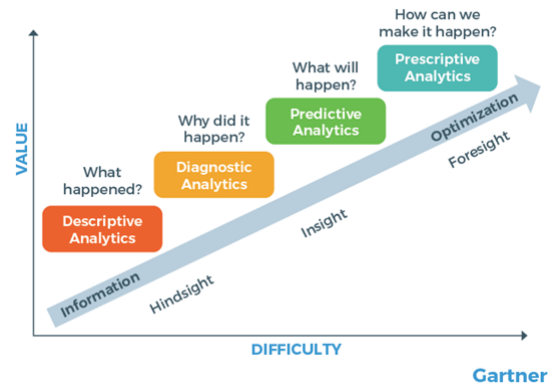 How can we
make it happen?
Prescriptive
Analytics
What will
happen?
Predictive
Analytics
Why did it
happen?
Diagnostic
Analytics
What
happened?
Descriptive
Analytics
VALUE
Information
Optimization
Hindsight
Insight
Foresight
DIFFICULTY
Gartner